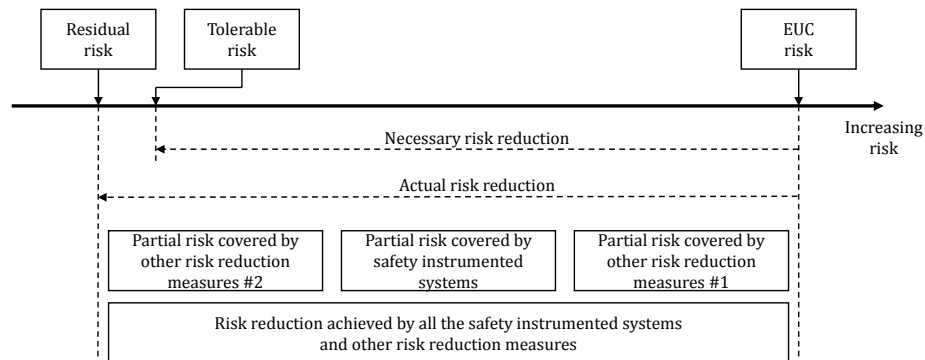 Residual
risk
Tolerable
risk
EUC
risk
Increasing
risk
Necessary risk reduction
Actual risk reduction
Partial risk covered by
other risk reduction
measures #2
Partial risk covered by
safety instrumented
systems
Partial risk covered by
other risk reduction
measures #1
Risk reduction achieved by all the safety instrumented systems
and other risk reduction measures